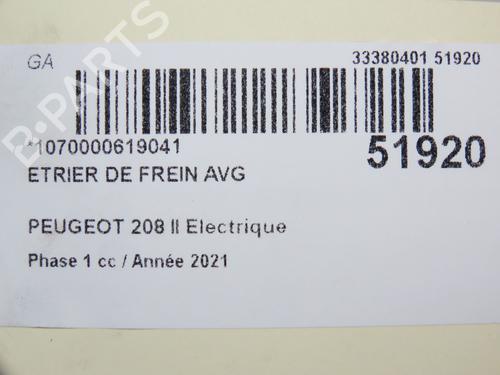 GA
33380401 51920
*1070000619041
51920
ETRIER DE FREIN AVG
PEUGEOT 208 II Electrique
Phase 1 cc / Année 2021
B-PARTS